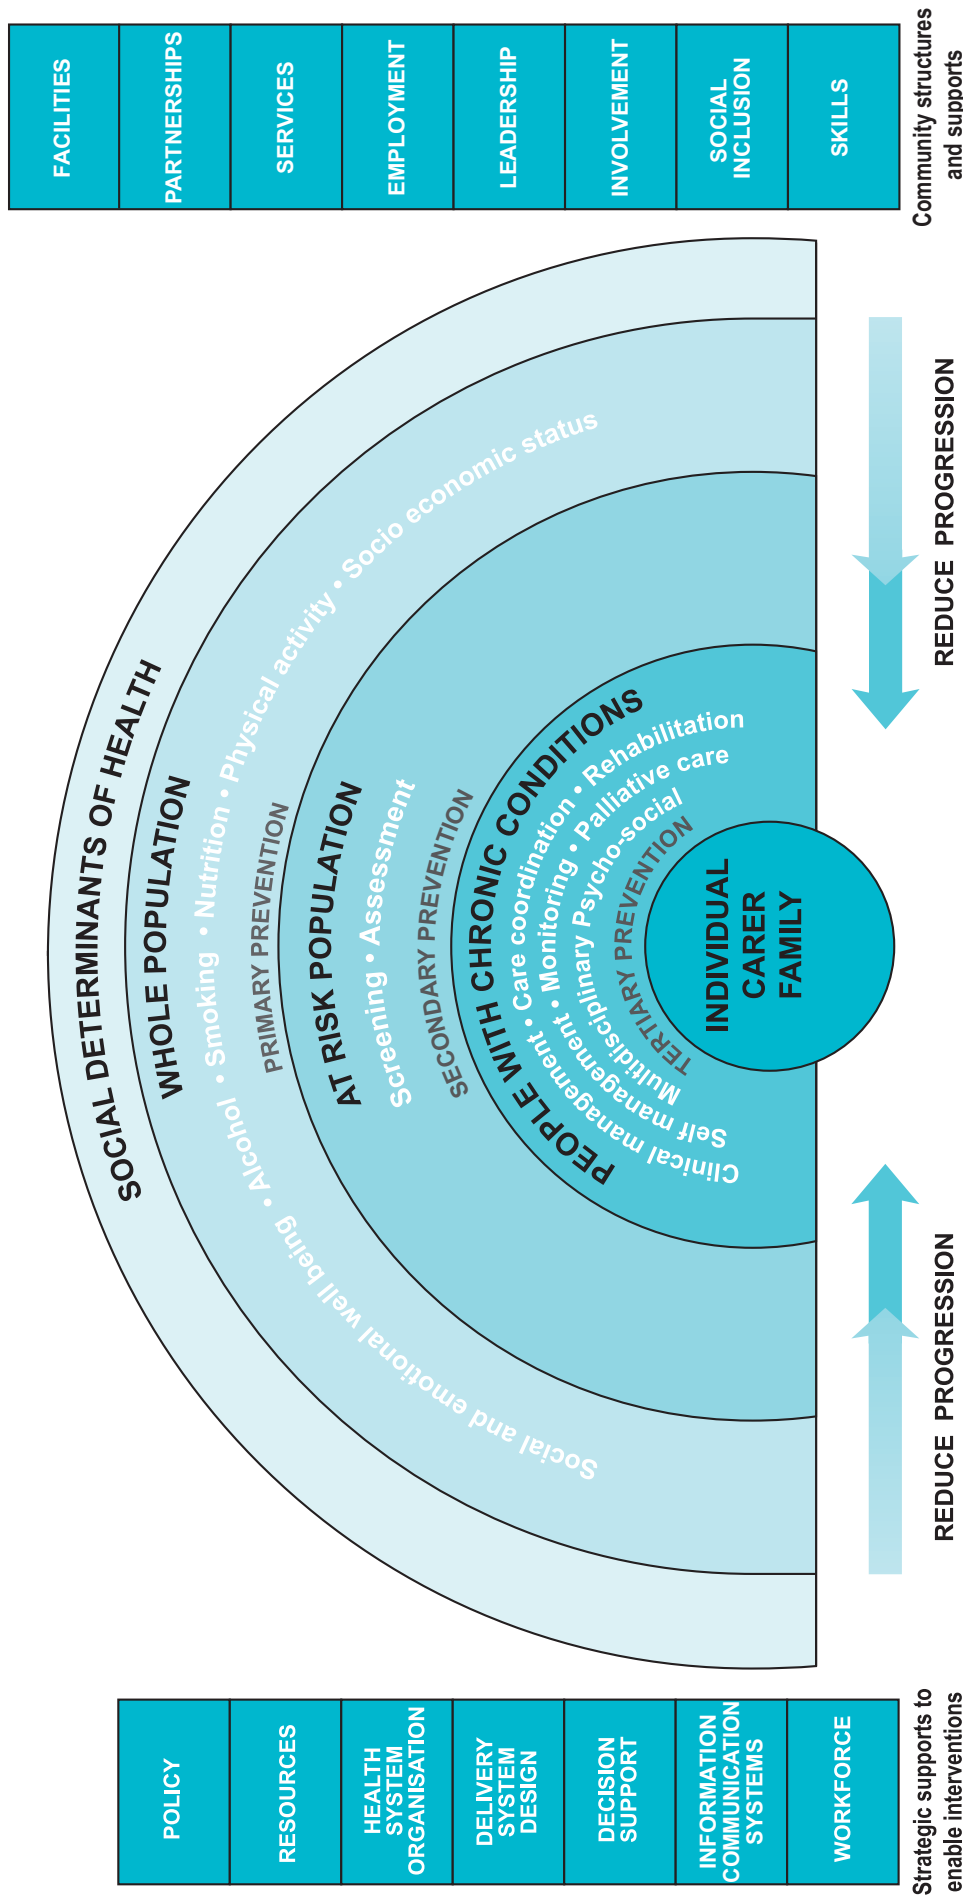 POLICY
RESOURCES
HEALTH
SYSTEM
ORGANISATION
DELIVERY
SYSTEM
DESIGN
DECISION
SUPPORT
INFORMATION
COMMUNICATION
SYSTEMS
WORKFORCE
Strategic supports to
enable interventions
SOCIAL DETERMINANTS OF HEALTH
WHOLE POPULATION
Social and emotional well being • Alcohol • Smoking • Nutrition • Physical activity • Socio economic status
PRIMARY PREVENTION
AT RISK POPULATION
Screening • Assessment
SECONDARY PREVENTION
PEOPLE WITH CHRONIC CONDITIONS
Clinical management • Care coordination • Rehabilitation
Self management • Monitoring • Palliative care
Multidisciplinary Psycho-social
TERTIARY PREVENTION
INDIVIDUAL
CARER
FAMILY
REDUCE PROGRESSION
REDUCE PROGRESSION
FACILITIES
PARTNERSHIPS
SERVICES
EMPLOYMENT
LEADERSHIP
INVOLVEMENT
SOCIAL
INCLUSION
SKILLS
Community structures
and supports